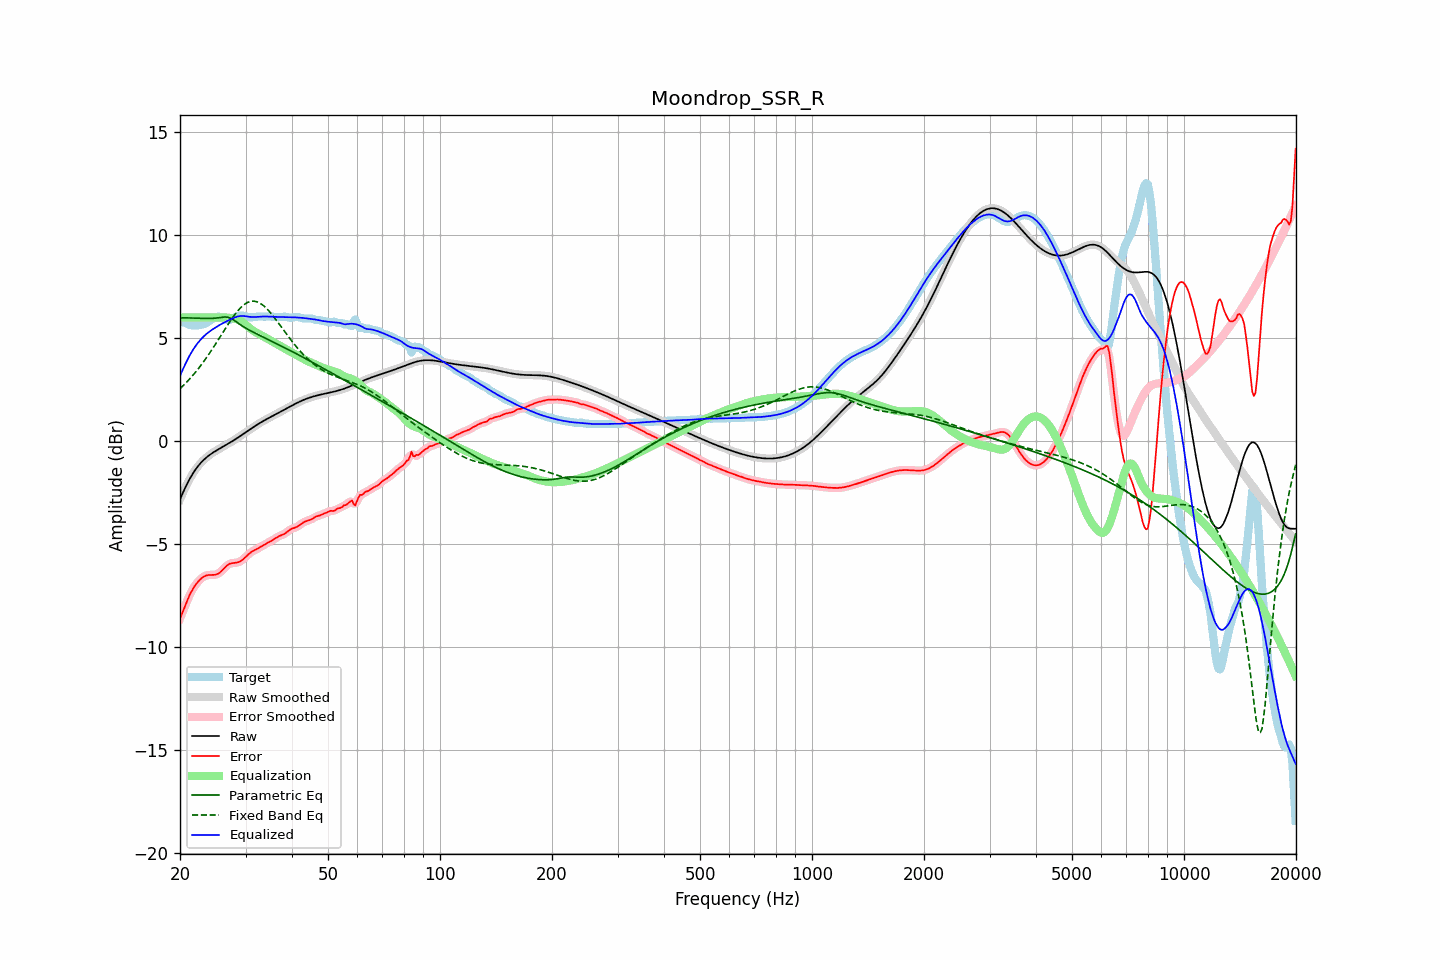 Moondrop_SSR_R
Amplitude (dBr)
15
10
5
0
−5
−10
−15
−20
Target
Raw Smoothed
Error Smoothed
Raw
Error
Equalization
Parametric Eq
Fixed Band Eq
Equalized
20 50 100 200 500 1000 2000 5000 10000 20000
Frequency (Hz)